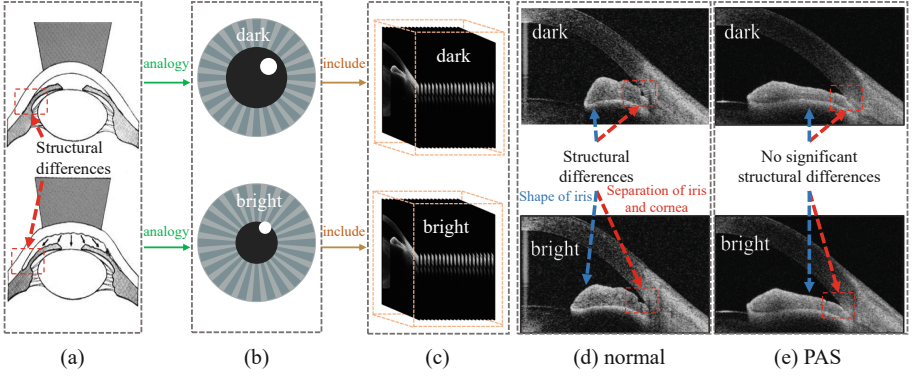 Structural
differences
(a)
analogy
analogy
dark
bright
(b)
include
include
dark
bright
(c)
dark
Structural
differences
Shape of iris
Separation of iris
and cornea
bright
(d) normal
dark
No significant
structural differences
bright
(e) PAS